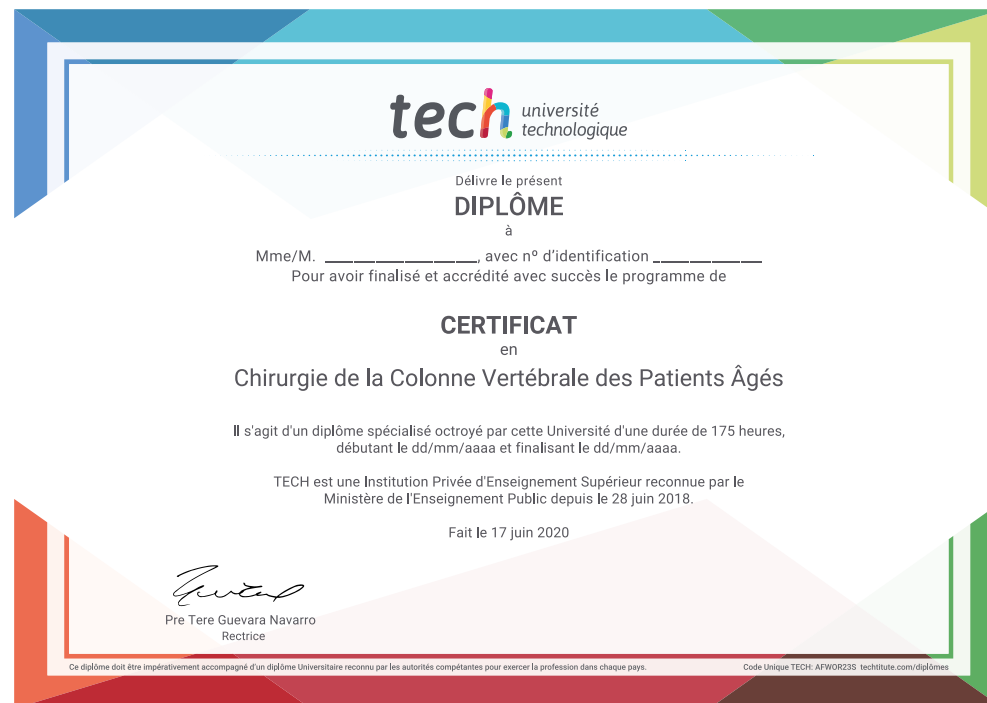 tech université
technologique
Délivre le présent
DIPLÔME
à
Mme/M. ____________________, avec nº d'identification ______________
Pour avoir finalisé et accrédité avec succès le programme de
CERTIFICAT
en
Chirurgie de la Colonne Vertébrale des Patients Âgés
Il s'agit d'un diplôme spécialisé octroyé par cette Université d'une durée de 175 heures,
débutant le dd/mm/aaaa et finalisant le dd/mm/aaaa.
TECH est une Institution Privée d'Enseignement Supérieur reconnue par le
Ministère de l'Enseignement Public depuis le 28 juin 2018.
Fait le 17 juin 2020
Pre Tere Guevara Navarro
Rectrice
Ce diplôme doit être impérativement accompagné d'un diplôme Universitaire reconnu par les autorités compétantes pour exercer la profession dans chaque pays.
Code Unique TECH: AFWOR23S techtitute.com/diplômes